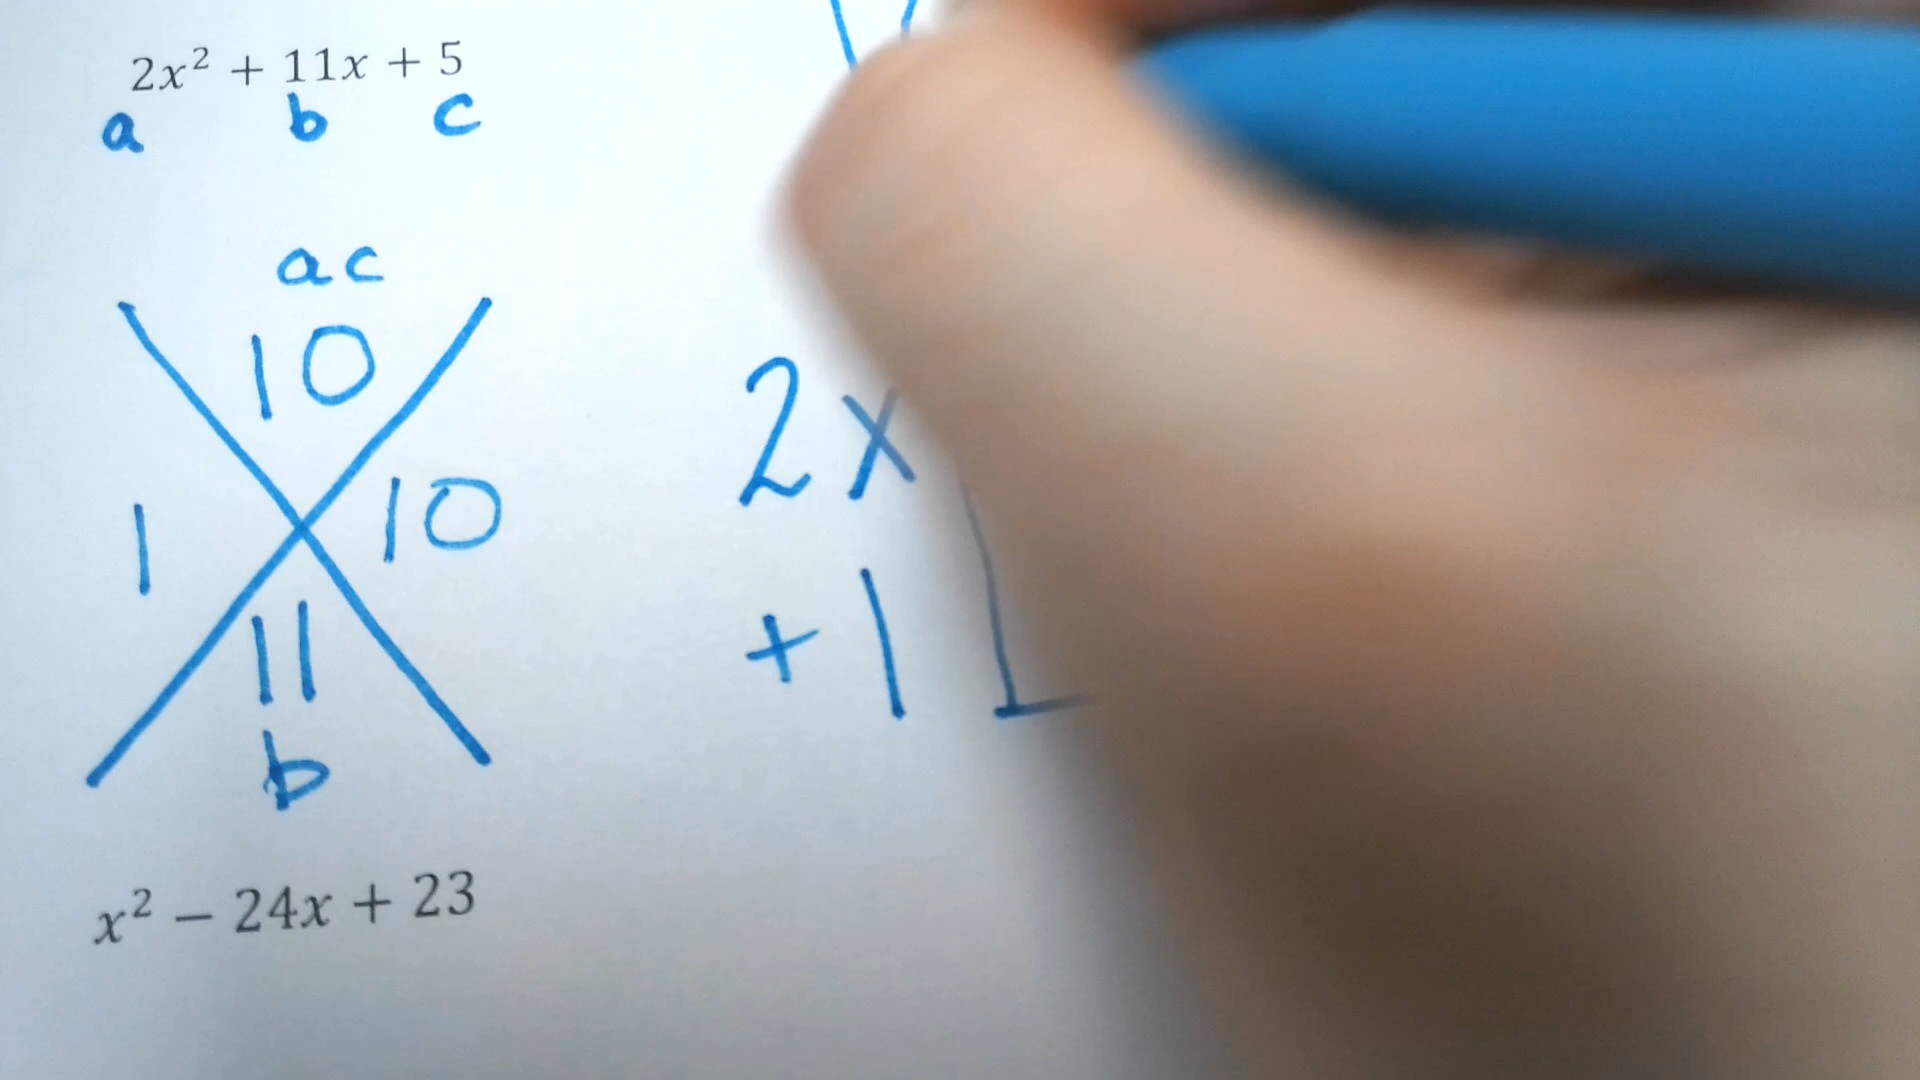 2x² + 11x + 5
a b c
ac
10
1 10
11
b
2x
+1
x² − 24x + 23